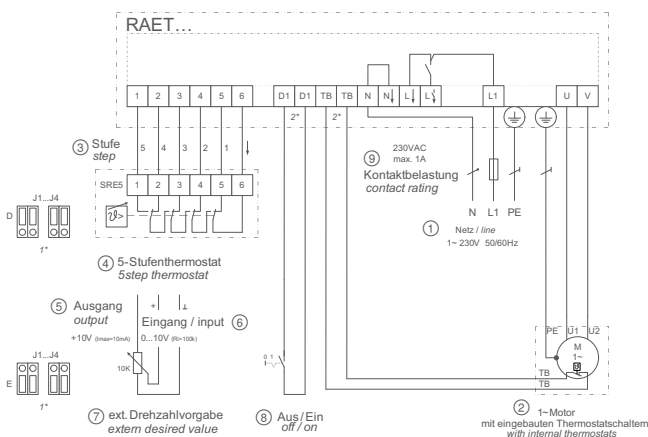 RAET…
1 2 3 4 5 6 D1 D1 TB TB N N L L L1 U V
5 4 3 2 1
2* 2*
③ Stufe
step
SRE5 1 2 3 4 5 6
ϑ>
D
J1...J4
1*
④ 5-Stufenthermostat
5step thermostat
⑤ Ausgang
output
+10V (Imax=10mA)
+ ⊥
Eingang / input ⑥
0...10V (Ri>100k)
10K
E
J1...J4
1*
⑦ ext. Drehzahlvorgabe
extern desired value
0 1
⑧ Aus / Ein
off / on
230VAC
max. 1A
⑨ Kontaktbelastung
contact rating
N L1 PE
① Netz / line
1~ 230V 50/60Hz
PE U1 U2
M
1~
TB
TB
② 1~Motor
mit eingebauten Thermostatschaltern
with internal thermostats